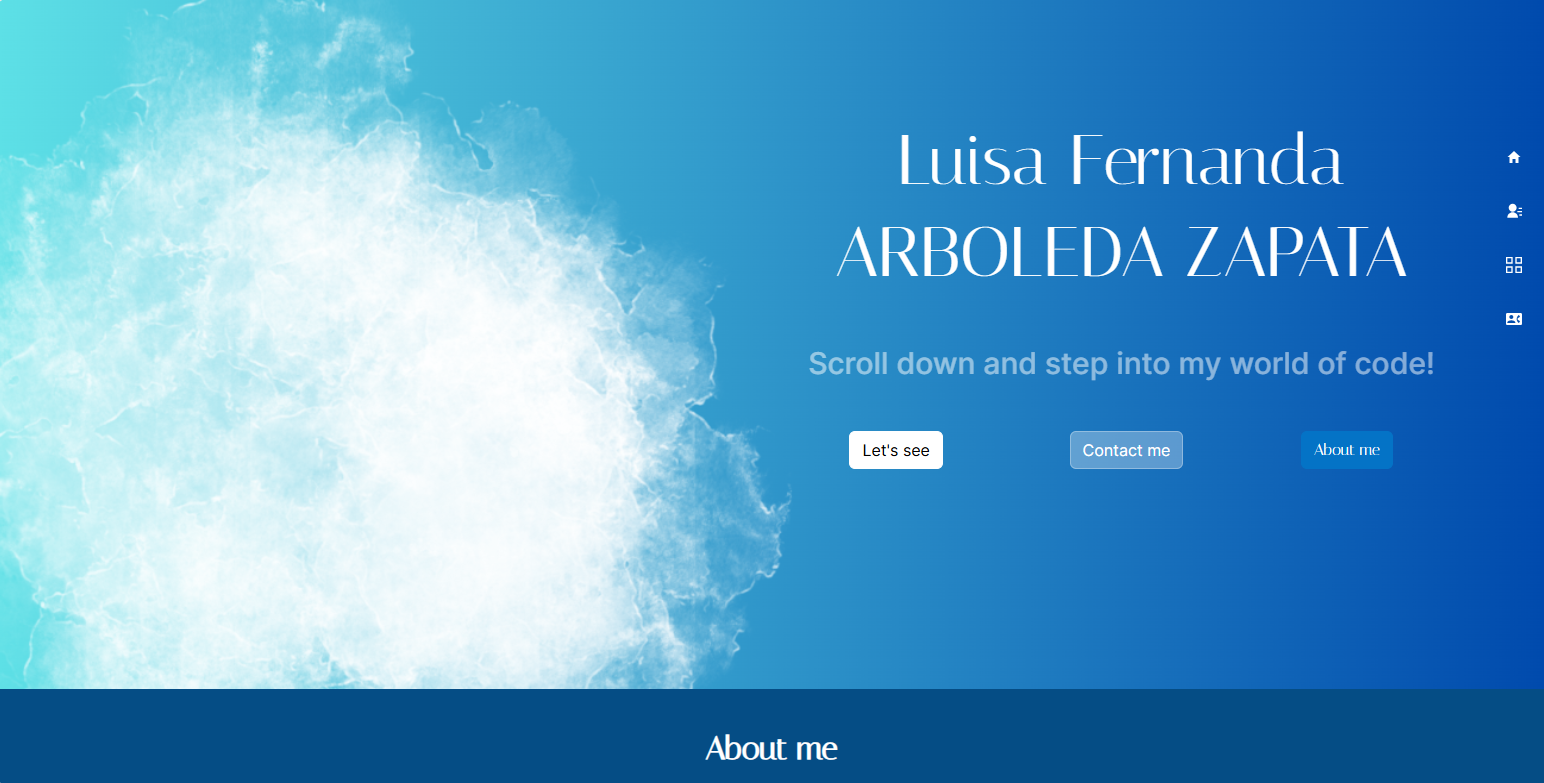 Luisa Fernanda
ARBOLEDA ZAPATA
Scroll down and step into my world of code!
Let's see
Contact me
About me
About me